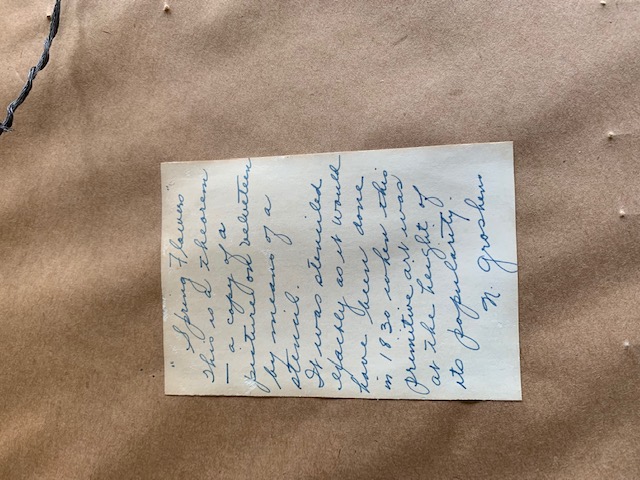 "Spring Flowers"
This is a theorem
— a copy of a
picture on velveteen
by means of a
stencil.
It was stenciled
exactly as it would
have been done
in 1830 when this
primitive art was
at the height of
its popularity.
N. Groshens